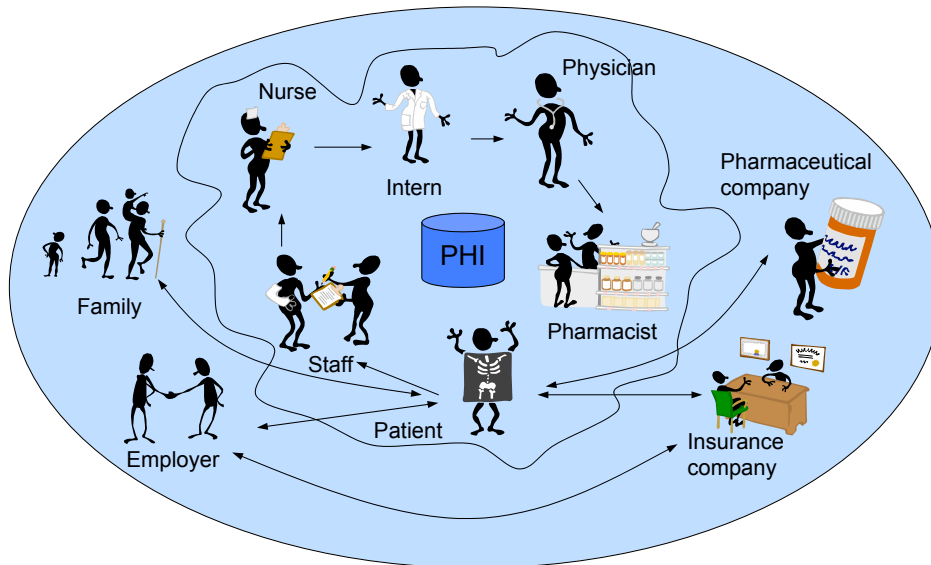 Physician
Nurse
Pharmaceutical
company
Intern
PHI
Family
Pharmacist
Staff
Patient
Employer
Insurance
company